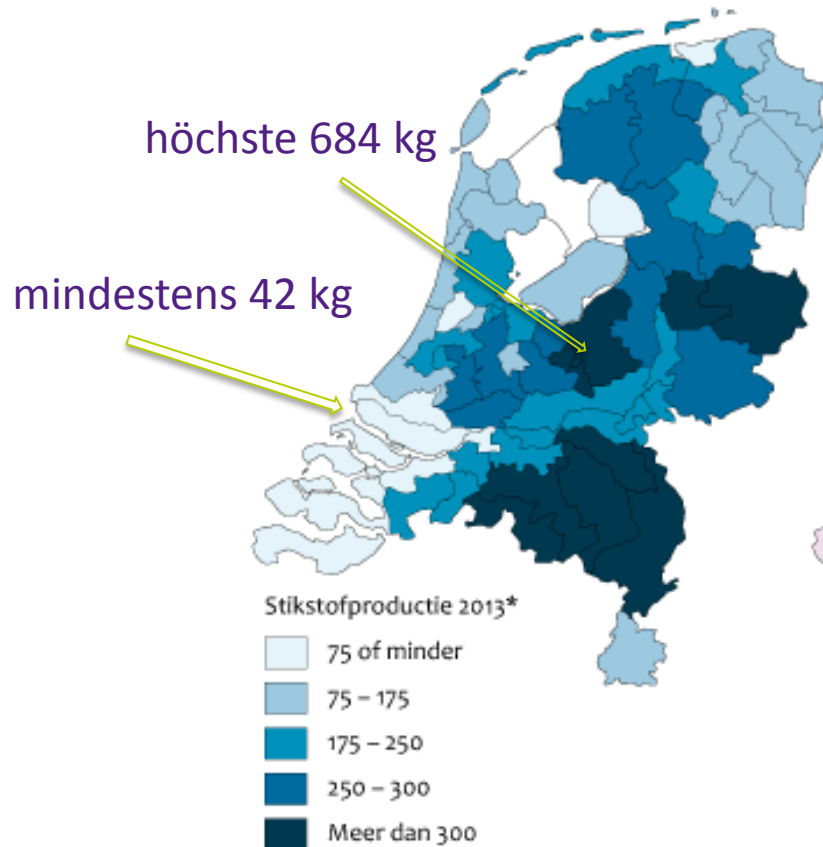 höchste 684 kg
mindestens 42 kg
Stikstofproductie 2013*
75 of minder
75 – 175
175 – 250
250 – 300
Meer dan 300